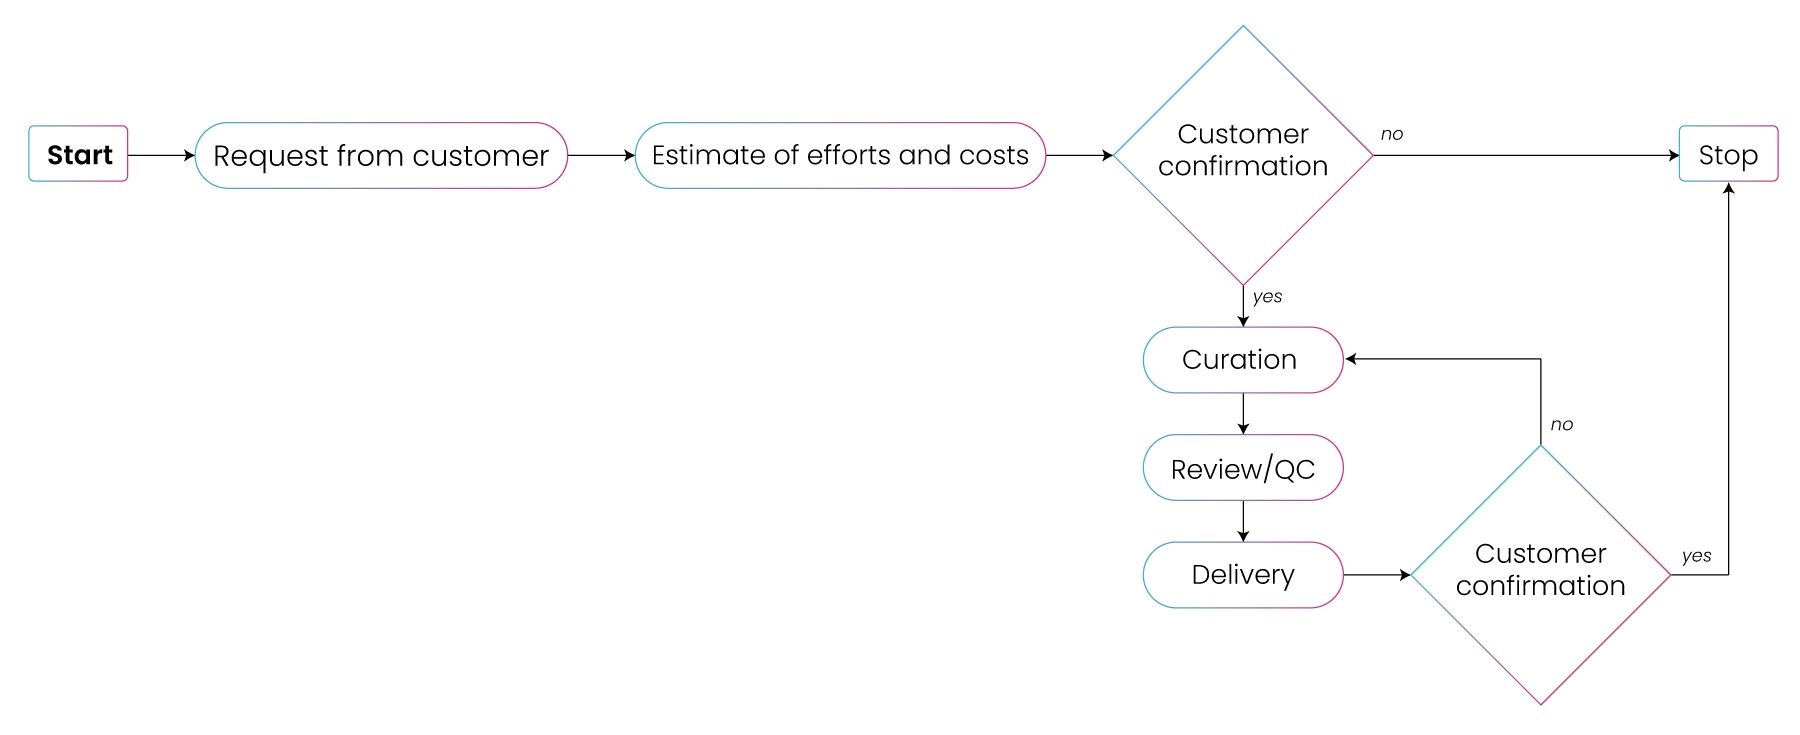 Start
Request from customer
Estimate of efforts and costs
Customer
confirmation
no
Stop
yes
Curation
no
Review/QC
Customer
confirmation
yes
Delivery